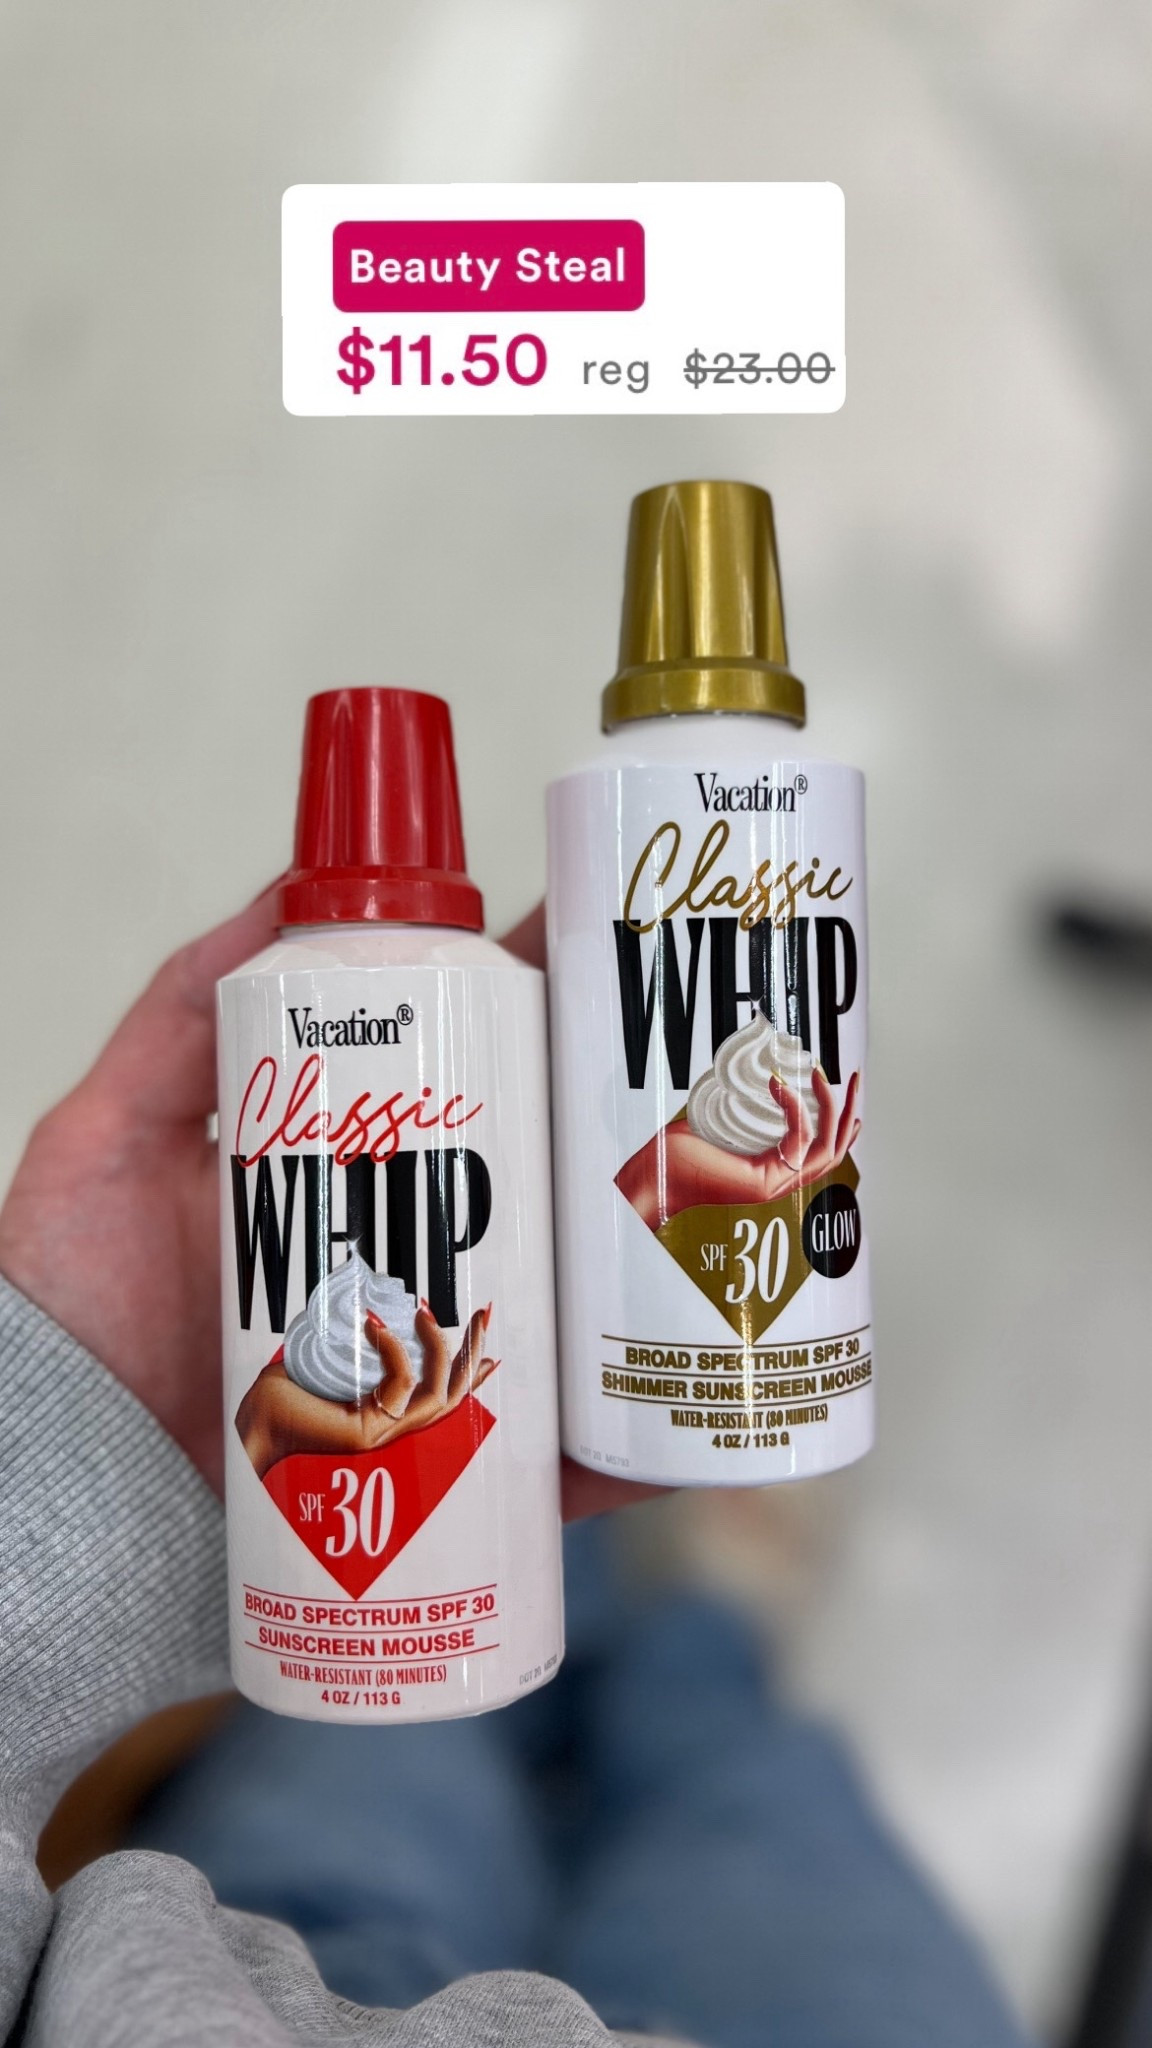 Beauty Steal
$11.50 reg $23.00
Vacation®
Classic
WHIP
SPF 30
BROAD SPECTRUM SPF 30
SUNSCREEN MOUSSE
WATER-RESISTANT (80 MINUTES)
4 OZ / 113 G
Vacation®
Classic
WHIP
SPF 30
GLOW
BROAD SPECTRUM SPF 30
SHIMMER SUNSCREEN MOUSSE
WATER-RESISTANT (80 MINUTES)
4 OZ / 113 G